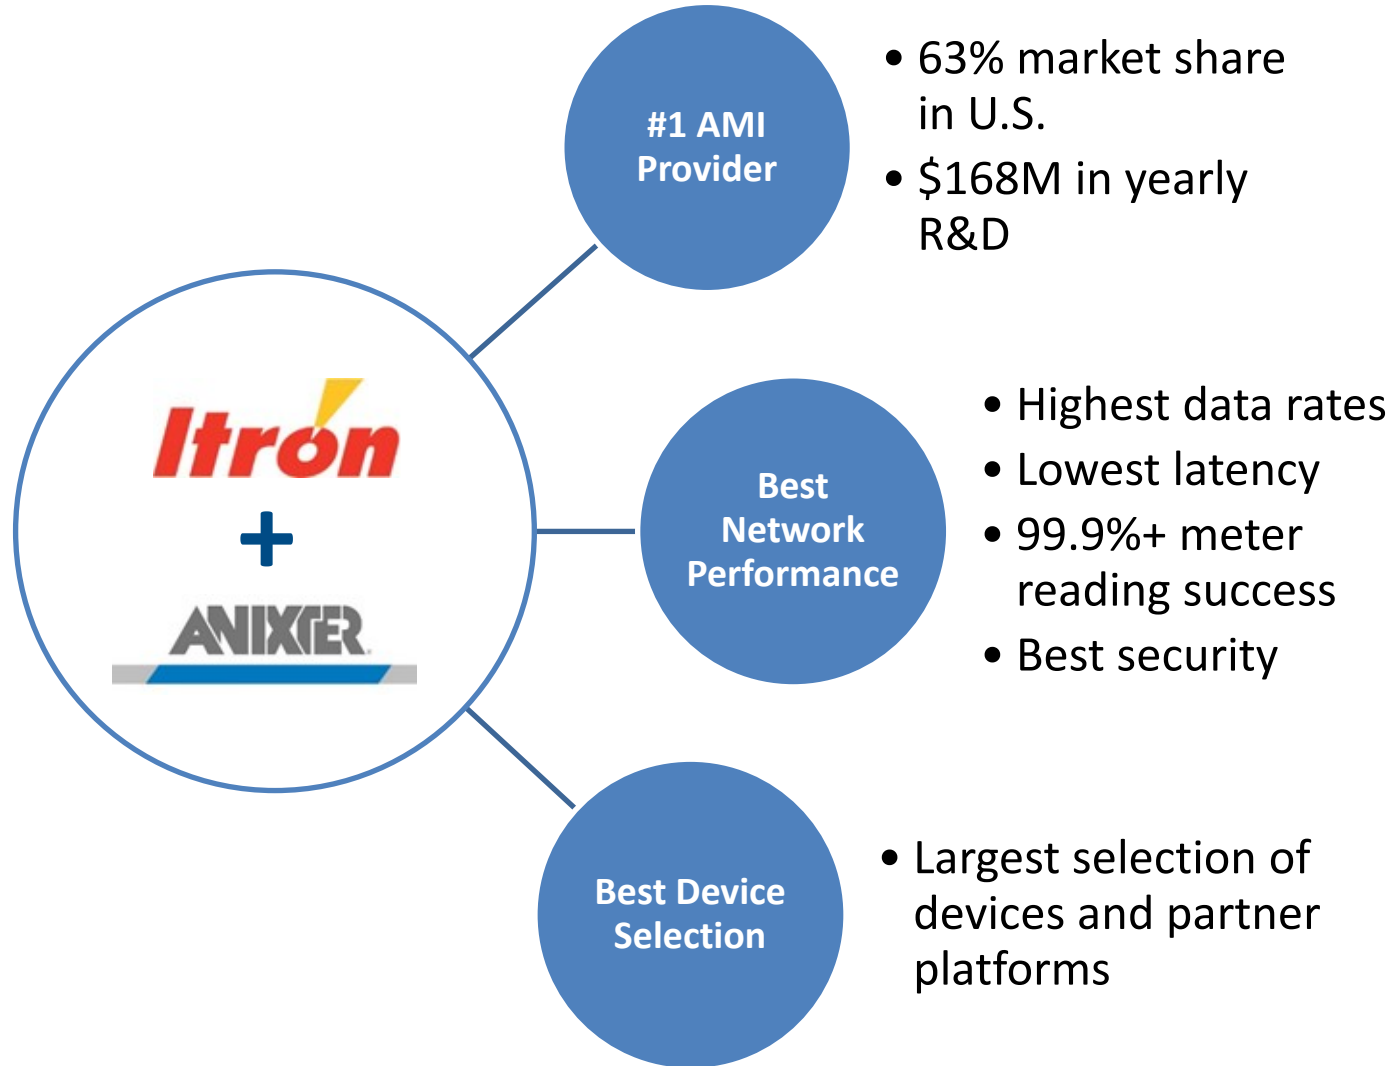 Itron
+
ANIXTER
#1 AMI
Provider
• 63% market share
in U.S.
• $168M in yearly
R&D
Best
Network
Performance
• Highest data rates
• Lowest latency
• 99.9%+ meter
reading success
• Best security
Best Device
Selection
• Largest selection of
devices and partner
platforms